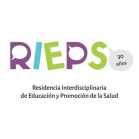 RIEPS
30
años
Residencia Interdisciplinaria
de Educación y Promoción de la Salud